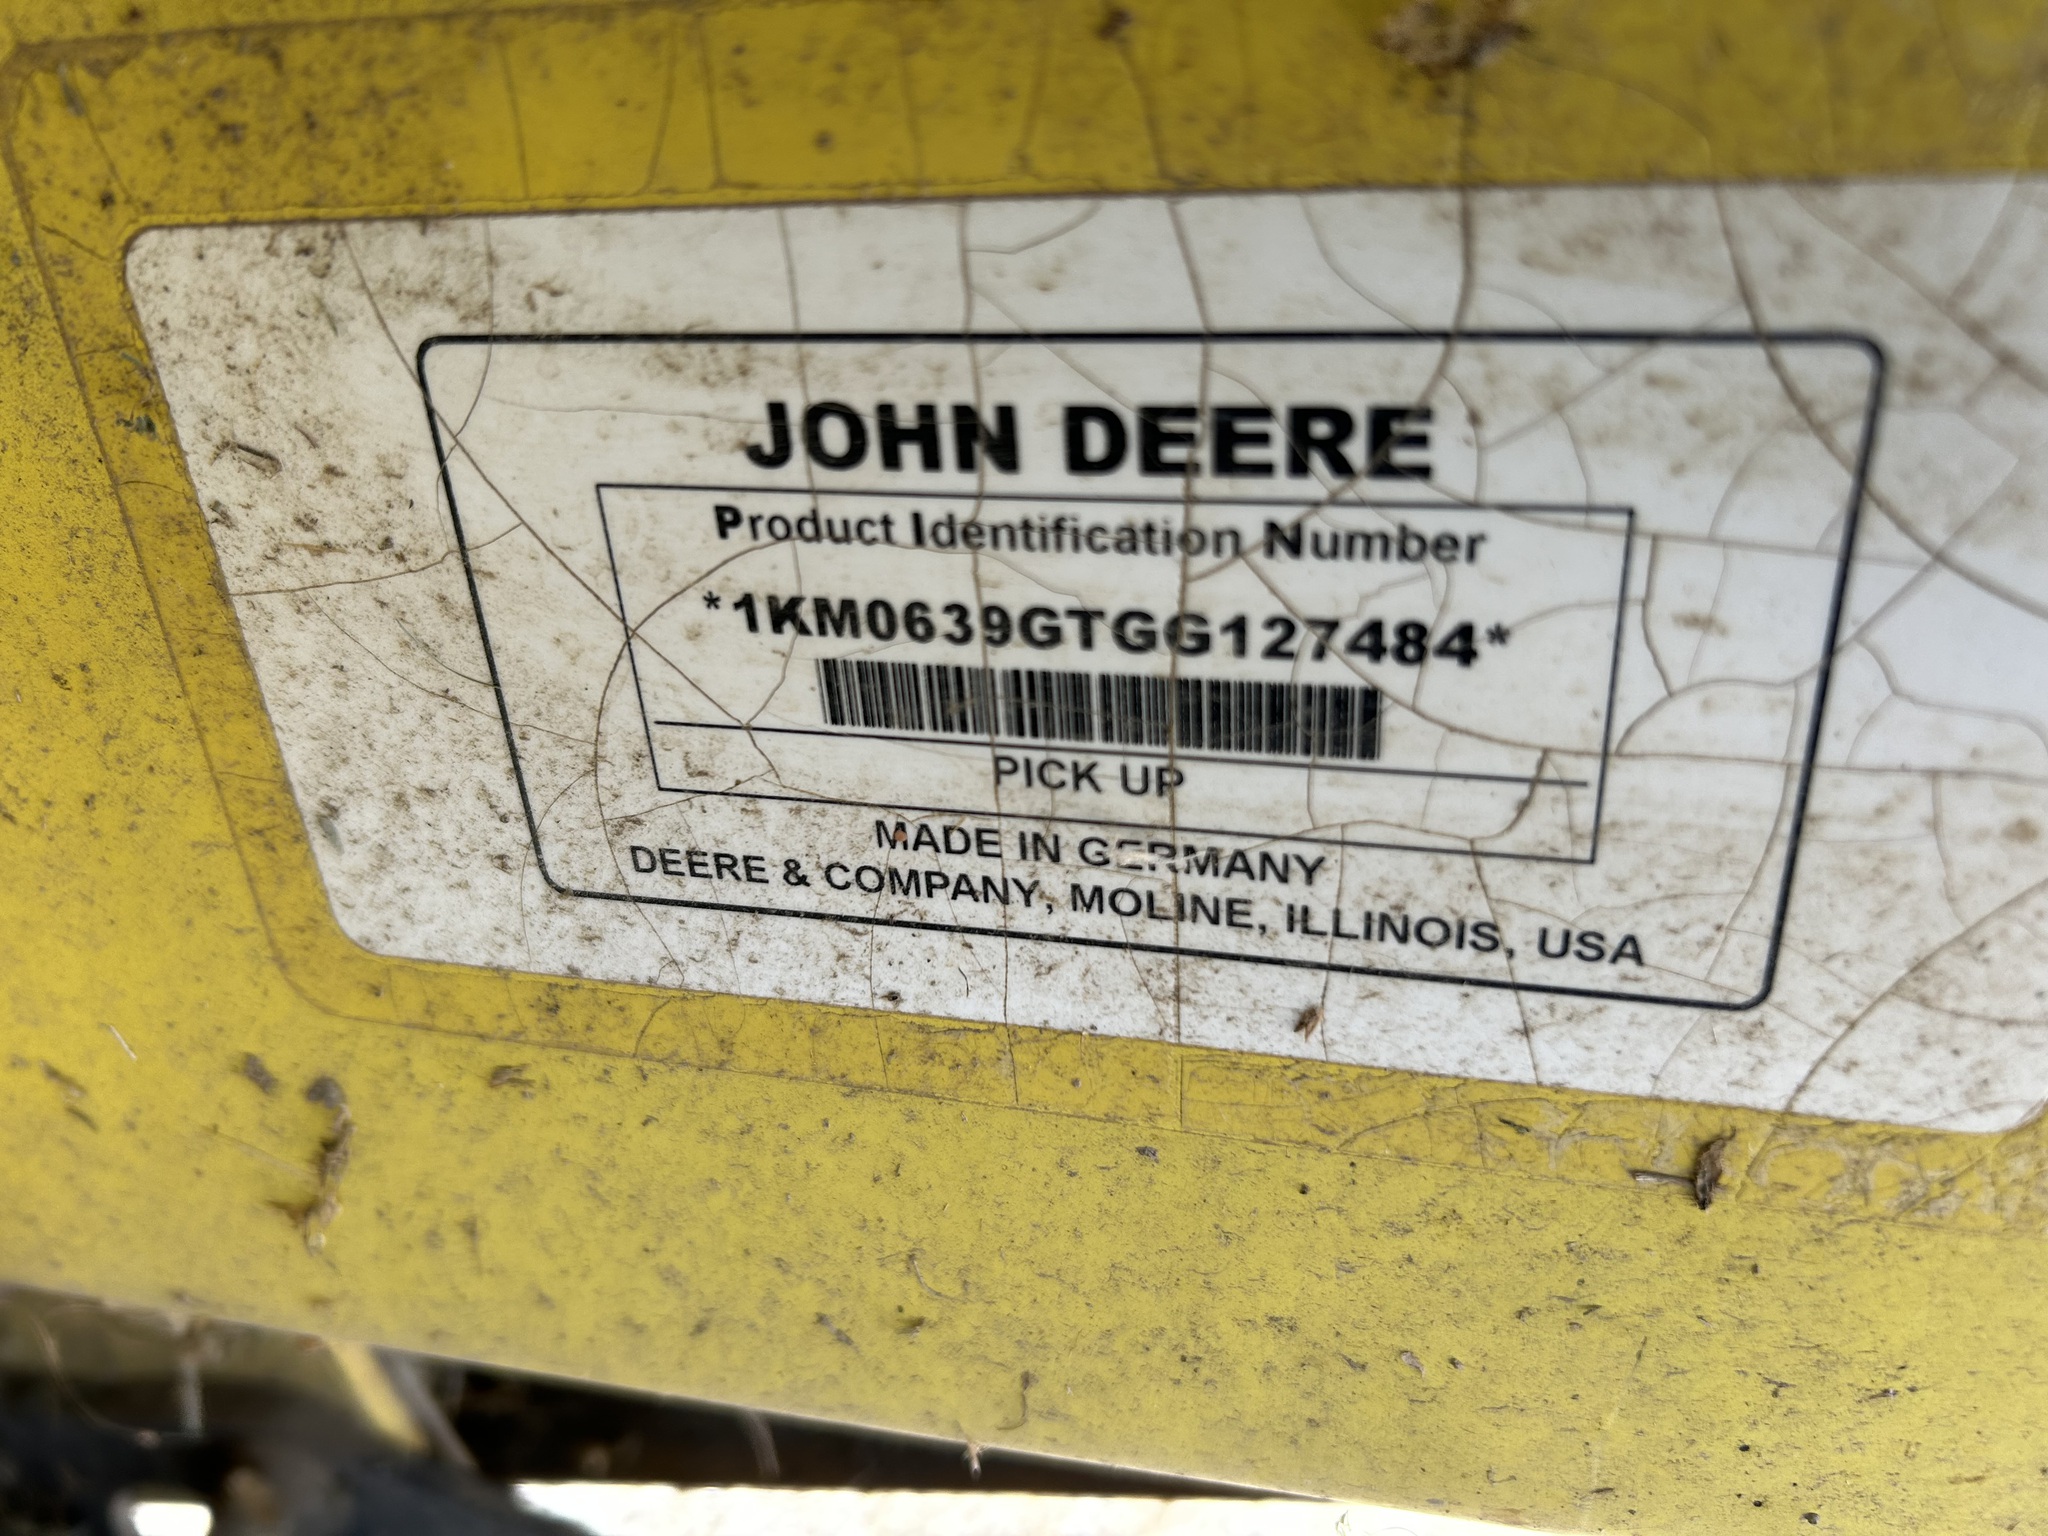 JOHN DEERE
Product Identification Number
*1KM0639GTGG127484*
PICK UP
MADE IN GERMANY
DEERE & COMPANY, MOLINE, ILLINOIS, USA